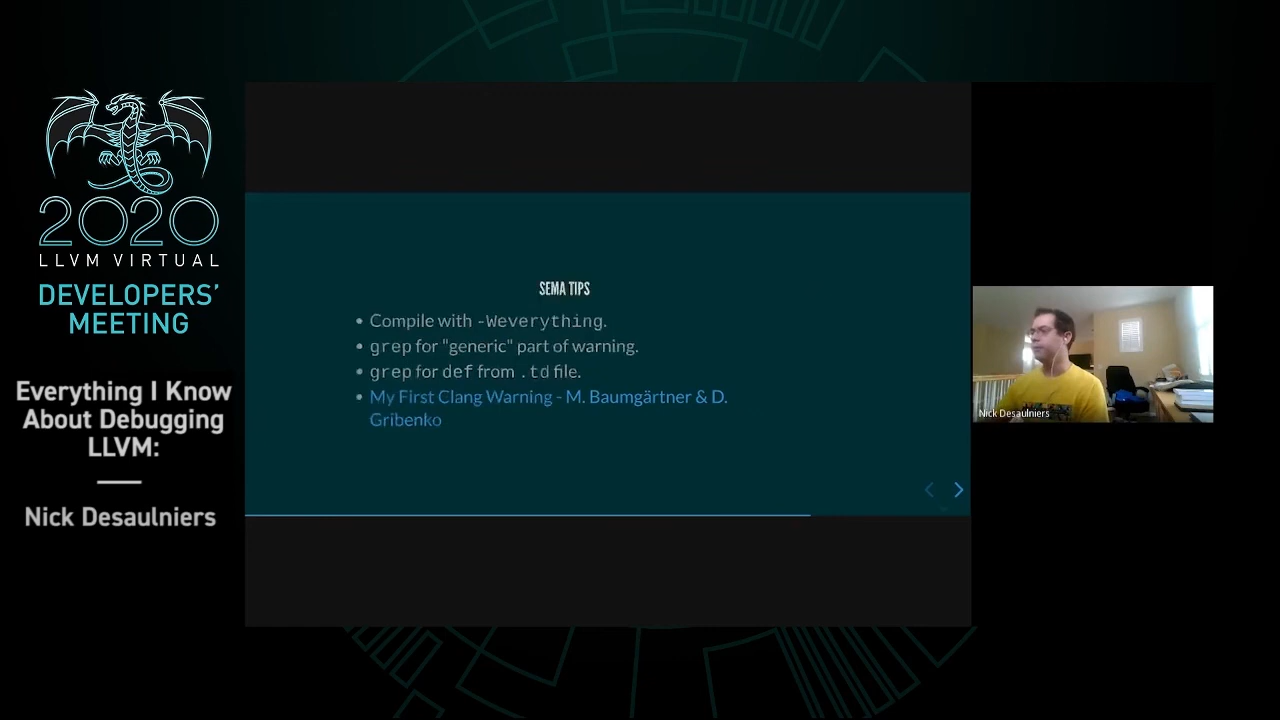 2020
LLVM VIRTUAL
DEVELOPERS’
MEETING
Everything I Know
About Debugging
LLVM:
Nick Desaulniers
SEMA TIPS
• Compile with -Weverything.
• grep for "generic" part of warning.
• grep for def from .td file.
• My First Clang Warning - M. Baumgärtner & D.
Gribenko
Nick Desaulniers